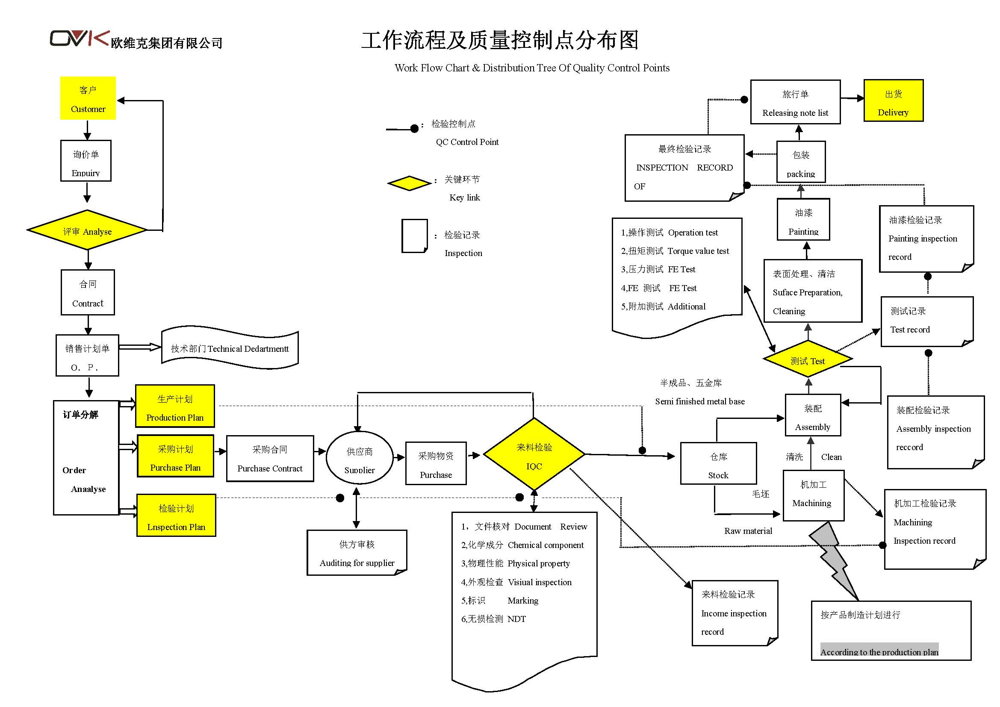 OVK 欧维克集团有限公司
工作流程及质量控制点分布图
Work Flow Chart & Distribution Tree Of Quality Control Points
客户
Customer
询价单
Enpuiry
评审 Analyse
合同
Contract
销售计划单
O. P.
技术部门Technical Dedartmentt
订单分解
Order
Anaalyse
生产计划
Production Plan
采购计划
Purchase Plan
检验计划
Lnspection Plan
采购合同
Purchase Contract
供应商
Supplier
供方审核
Auditing for supplier
采购物资
Purchase
来料检验
IQC
1，文件核对 Document Review
2,化学成分 Chemical component
3,物理性能 Physical property
4,外观检查 Visiual inspection
5,标识 Marking
6,无损检测 NDT
: 检验控制点
QC Control Point
: 关键环节
Key link
: 检验记录
Inspection
来料检验记录
Income inspection
record
仓库
Stock
半成品、五金库
Semi finished metal base
毛坯
Raw material
机加工
Machining
清洗 Clean
机加工检验记录
Machining
Inspection record
按产品制造计划进行
According to the production plan
装配
Assembly
装配检验记录
Assembly inspection
reccord
测试 Test
测试记录
Test record
1,操作测试 Operation test
2,扭矩测试 Torque value test
3,压力测试 FE Test
4,FE 测试 FE Test
5,附加测试 Additional
表面处理、清洁
Suface Preparation,
Cleaning
油漆
Painting
油漆检验记录
Painting inspection
record
包装
packing
最终检验记录
INSPECTION RECORD
OF
旅行单
Releasing note list
出货
Delivery